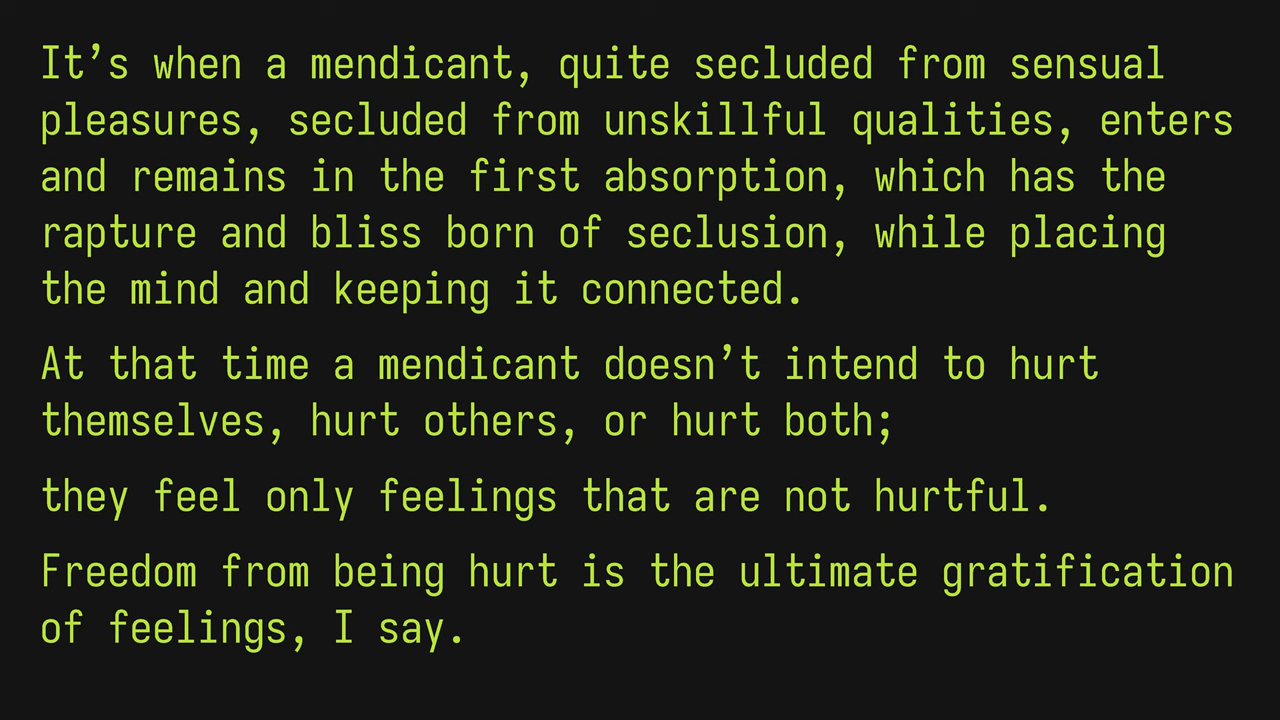 It’s when a mendicant, quite secluded from sensual
pleasures, secluded from unskillful qualities, enters
and remains in the first absorption, which has the
rapture and bliss born of seclusion, while placing
the mind and keeping it connected.
At that time a mendicant doesn’t intend to hurt
themselves, hurt others, or hurt both;
they feel only feelings that are not hurtful.
Freedom from being hurt is the ultimate gratification
of feelings, I say.